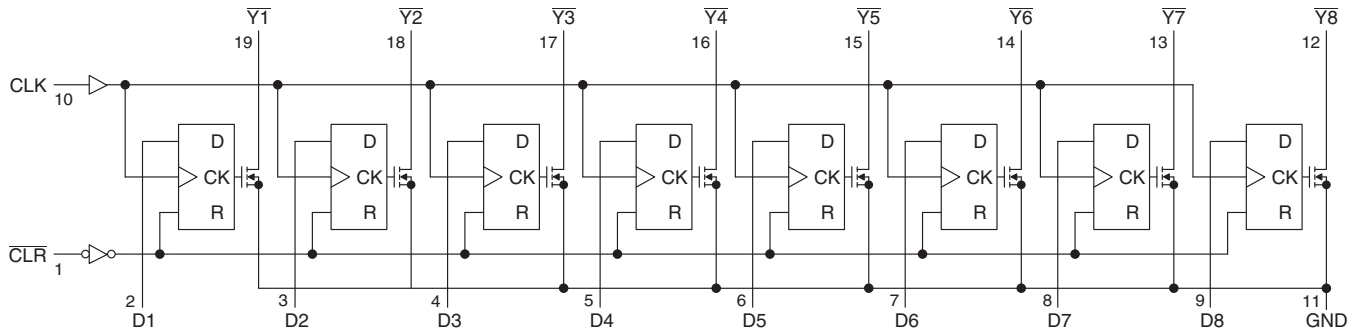 Y1 Y2 Y3 Y4 Y5 Y6 Y7 Y8
19 18 17 16 15 14 13 12
CLK
10
D D D D D D D D
CK CK CK CK CK CK CK CK
R R R R R R R R
CLR
1
2 3 4 5 6 7 8 9 11
D1 D2 D3 D4 D5 D6 D7 D8 GND